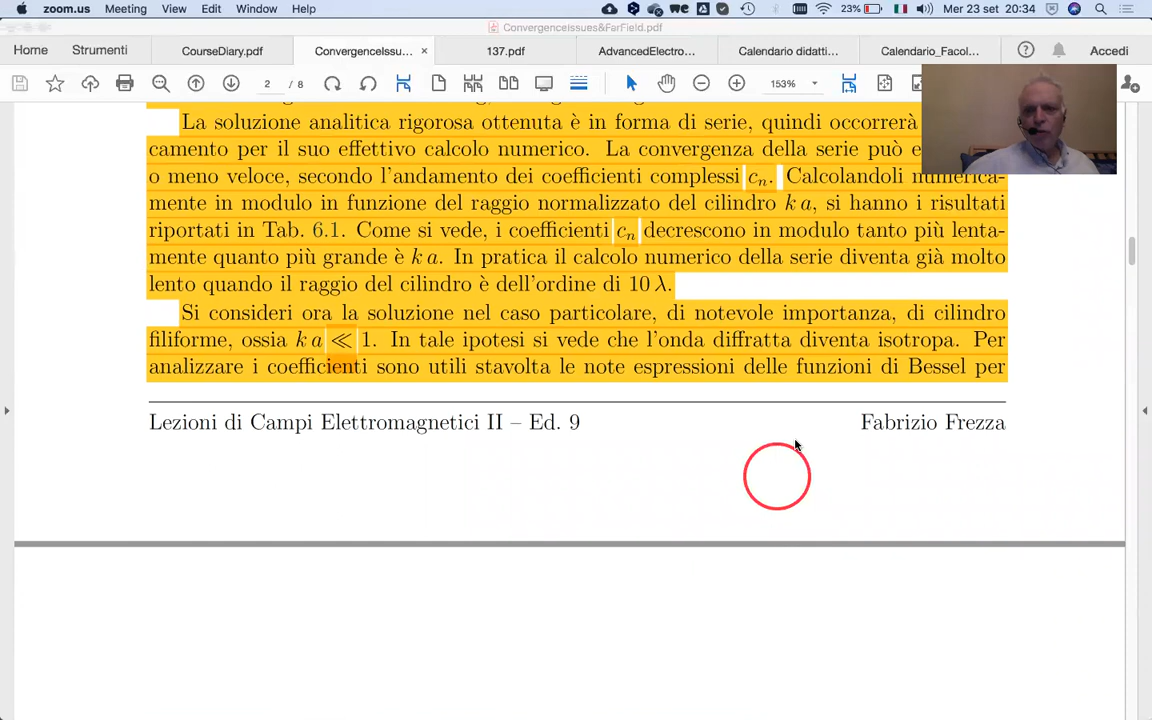 zoom.us Meeting View Edit Window Help 23% Mer 23 set 20:34
ConvergenceIssues&FarField.pdf
Home Strumenti CourseDiary.pdf ConvergenceIssu... × 137.pdf AdvancedElectro... Calendario didatti... Calendario_Facol... Accedi
2 / 8 153%
La soluzione analitica rigorosa ottenuta è in forma di serie, quindi occorrerà
camento per il suo effettivo calcolo numerico. La convergenza della serie può e
o meno veloce, secondo l'andamento dei coefficienti complessi cₙ. Calcolandoli numerica-
mente in modulo in funzione del raggio normalizzato del cilindro k a, si hanno i risultati
riportati in Tab. 6.1. Come si vede, i coefficienti cₙ decrescono in modulo tanto più lenta-
mente quanto più grande è k a. In pratica il calcolo numerico della serie diventa già molto
lento quando il raggio del cilindro è dell'ordine di 10 λ.
Si consideri ora la soluzione nel caso particolare, di notevole importanza, di cilindro
filiforme, ossia k a ≪ 1. In tale ipotesi si vede che l'onda diffratta diventa isotropa. Per
analizzare i coefficienti sono utili stavolta le note espressioni delle funzioni di Bessel per
Lezioni di Campi Elettromagnetici II – Ed. 9 Fabrizio Frezza